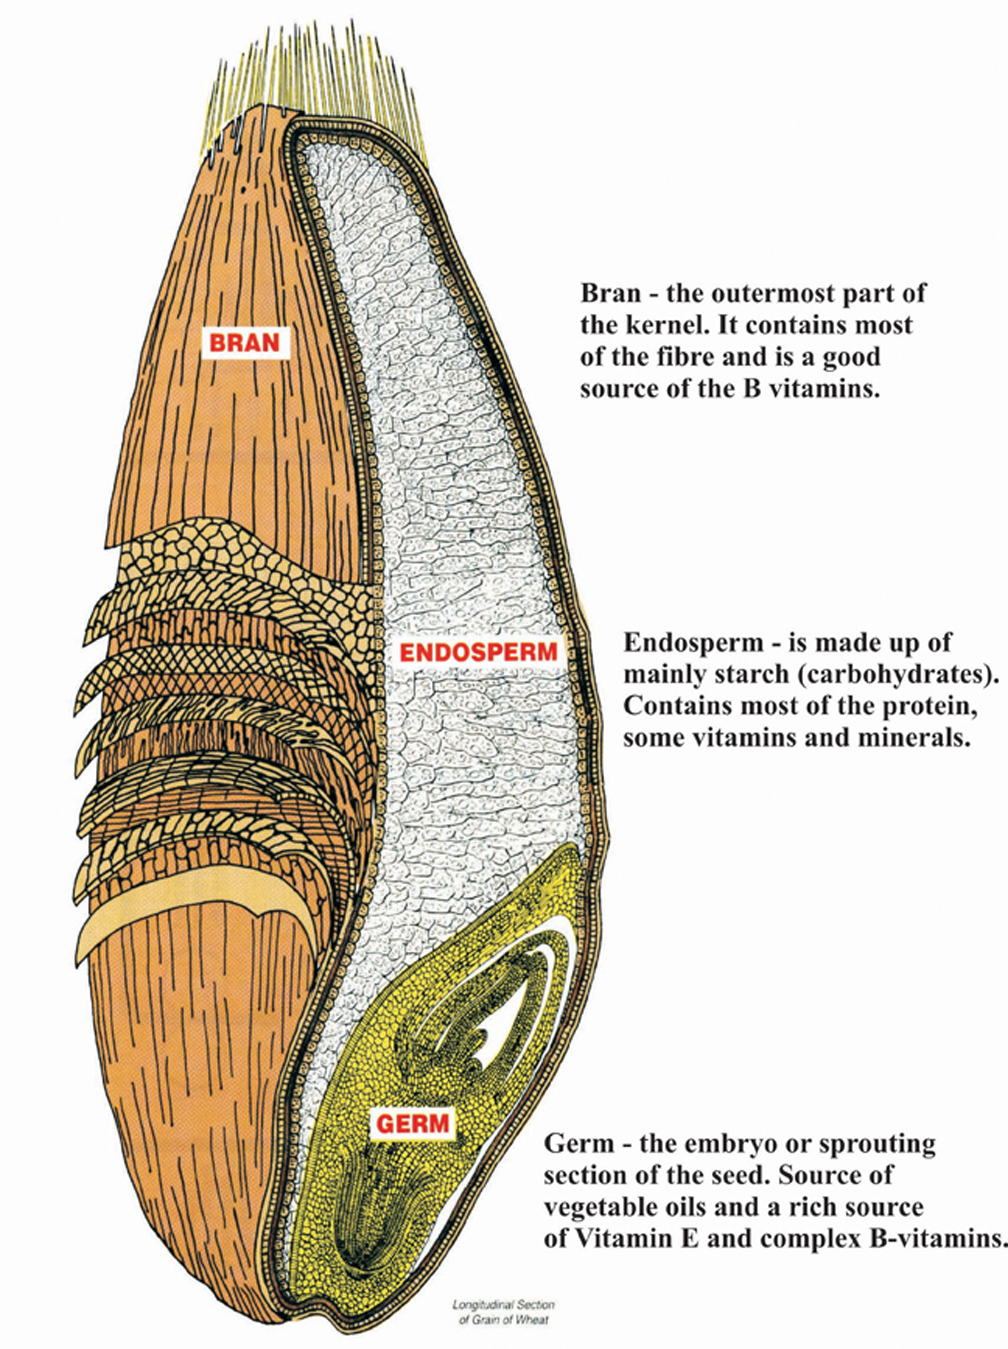 BRAN
Bran - the outermost part of
the kernel. It contains most
of the fibre and is a good
source of the B vitamins.
ENDOSPERM
Endosperm - is made up of
mainly starch (carbohydrates).
Contains most of the protein,
some vitamins and minerals.
GERM
Germ - the embryo or sprouting
section of the seed. Source of
vegetable oils and a rich source
of Vitamin E and complex B-vitamins.
Longitudinal Section
of Grain of Wheat